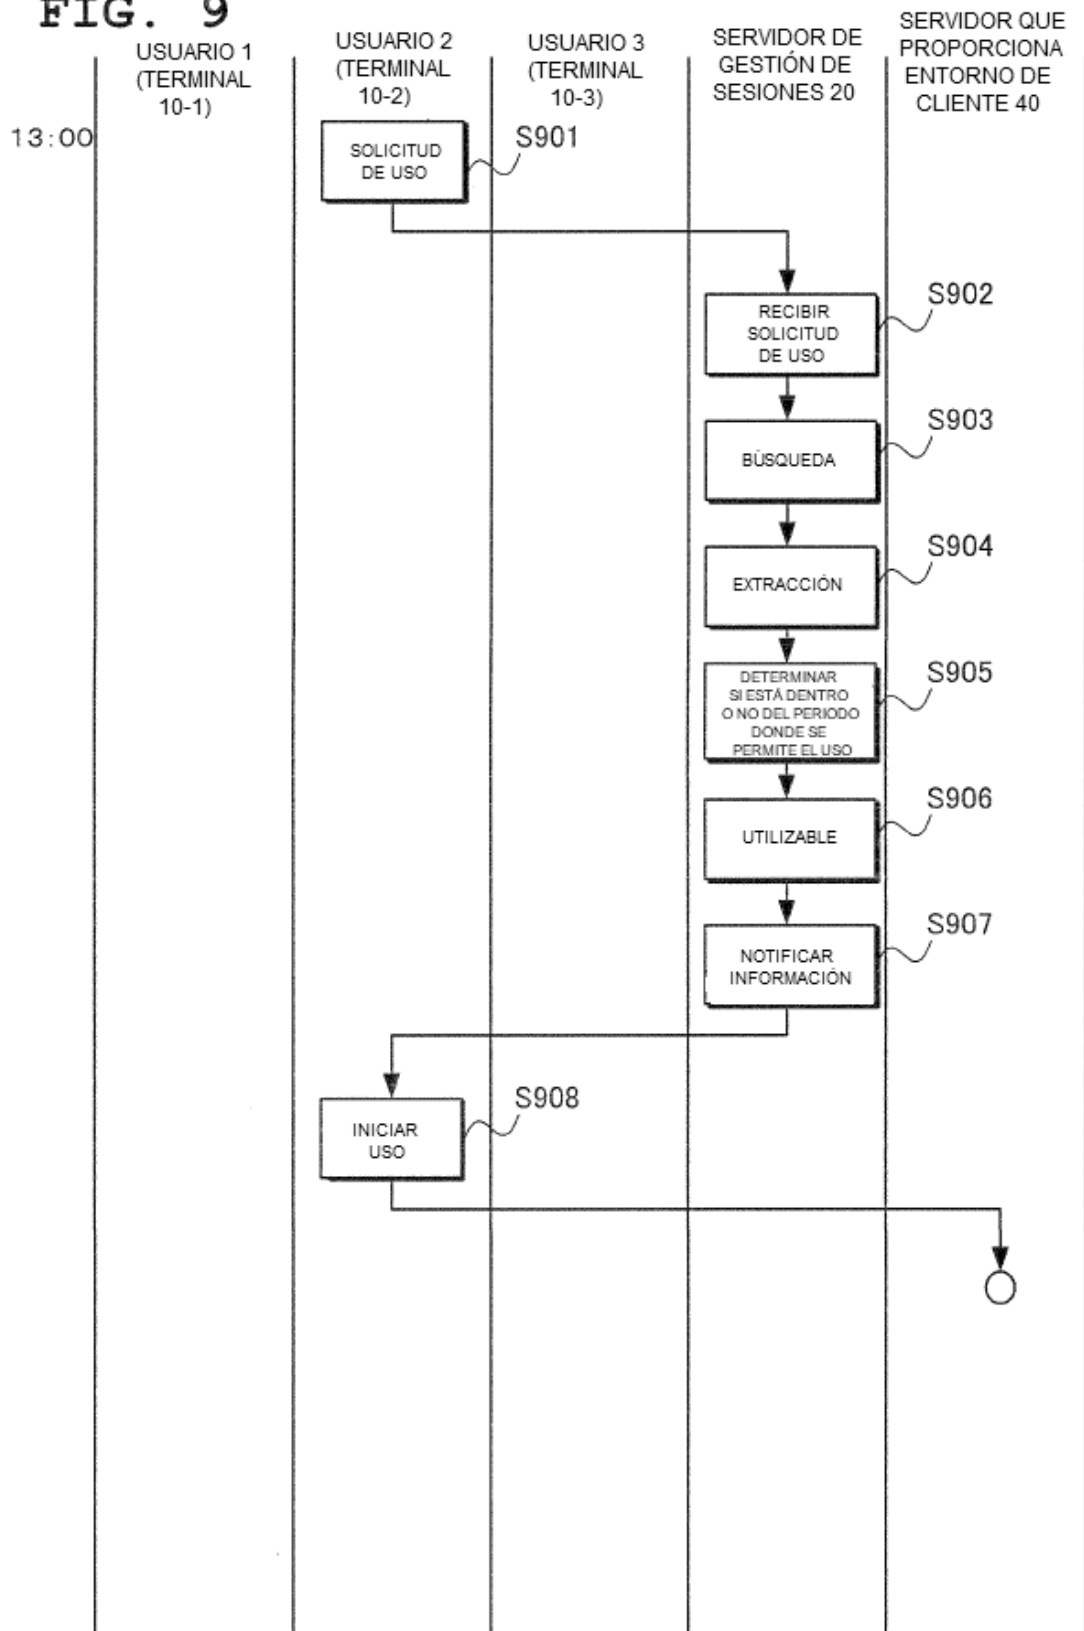 FIG. 9
USUARIO 1
(TERMINAL
10-1)
USUARIO 2
(TERMINAL
10-2)
USUARIO 3
(TERMINAL
10-3)
SERVIDOR DE
GESTIÓN DE
SESIONES 20
SERVIDOR QUE
PROPORCIONA
ENTORNO DE
CLIENTE 40
13:00
SOLICITUD
DE USO
S901
RECIBIR
SOLICITUD
DE USO
S902
BÚSQUEDA
S903
EXTRACCIÓN
S904
DETERMINAR
SI ESTÁ DENTRO
O NO DEL PERIODO
DONDE SE
PERMITE EL USO
S905
UTILIZABLE
S906
NOTIFICAR
INFORMACIÓN
S907
INICIAR
USO
S908